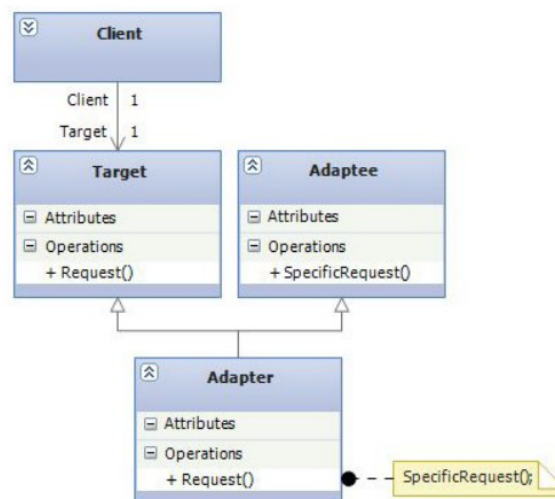 Client
Client 1
Target 1
Target
Attributes
Operations
+ Request()
Adaptee
Attributes
Operations
+ SpecificRequest()
Adapter
Attributes
Operations
+ Request()
SpecificRequest();